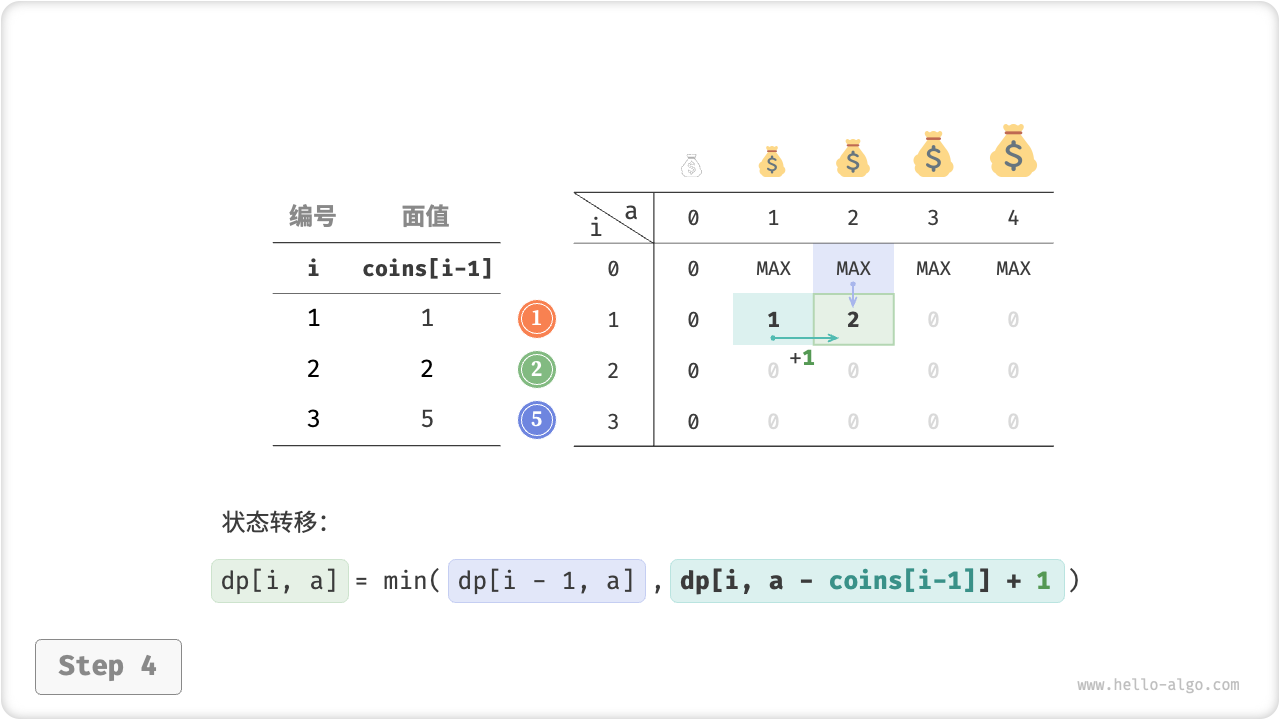 编号 面值
i coins[i-1]
1 1 1
2 2 2
3 5 5
$ $ $ $ $
i a 0 1 2 3 4
0 0 MAX MAX MAX MAX
1 0 1 2 0 0
+1
2 0 0 0 0 0
3 0 0 0 0 0
状态转移：
dp[i, a] = min( dp[i - 1, a] , dp[i, a - coins[i-1]] + 1 )
Step 4
www.hello-algo.com